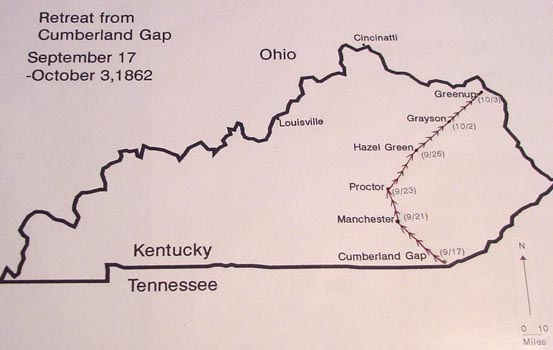 Retreat from
Cumberland Gap
September 17
-October 3,1862
Cincinatti
Ohio
Greenup
(10/3)
Grayson
(10/2)
Louisville
Hazel Green
(9/26)
Proctor
(9/23)
Manchester
(9/21)
Kentucky
Cumberland Gap
(9/17)
Tennessee
N
0 10
Miles